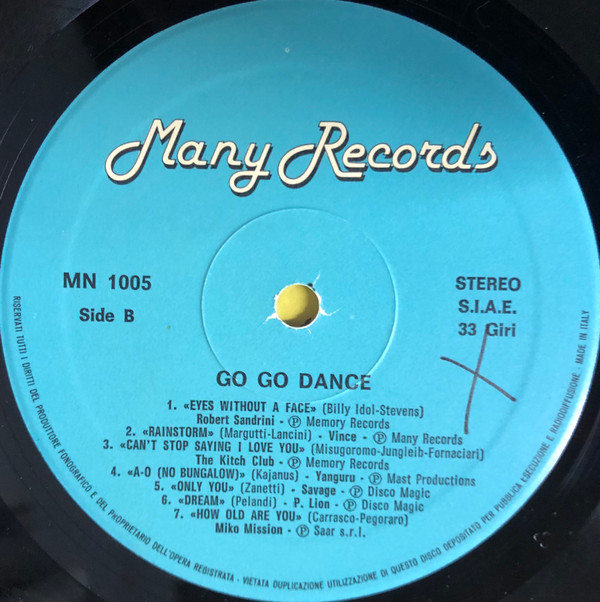 Many Records
MN 1005
Side B
STEREO
S.I.A.E.
33 Giri
GO GO DANCE
1. «EYES WITHOUT A FACE» (Billy Idol-Stevens)
Robert Sandrini - Ⓟ Memory Records
2. «RAINSTORM» (Margutti-Lancini) - Vince - Ⓟ Many Records
3. «CAN'T STOP SAYING I LOVE YOU» (Misugoromo-Jungleib-Fornaciari)
The Kitch Club - Ⓟ Memory Records
4. «A-O (NO BUNGALOW)» (Kajanus) - Yanguru - Ⓟ Mast Productions
5. «ONLY YOU» (Zanetti) - Savage - Ⓟ Disco Magic
6. «DREAM» (Pelandi) - P. Lion - Ⓟ Disco Magic
7. «HOW OLD ARE YOU» (Carrasco-Pegoraro)
Miko Mission - Ⓟ Saar s.r.l.
RISERVATI TUTTI I DIRITTI DEL PRODUTTORE FONOGRAFICO E DEL PROPRIETARIO DELL'OPERA REGISTRATA - VIETATA DUPLICAZIONE UTILIZZAZIONE DI QUESTO DISCO DEPOSITATO PER PUBBLICA ESECUZIONE E RADIODIFFUSIONE - MADE IN ITALY